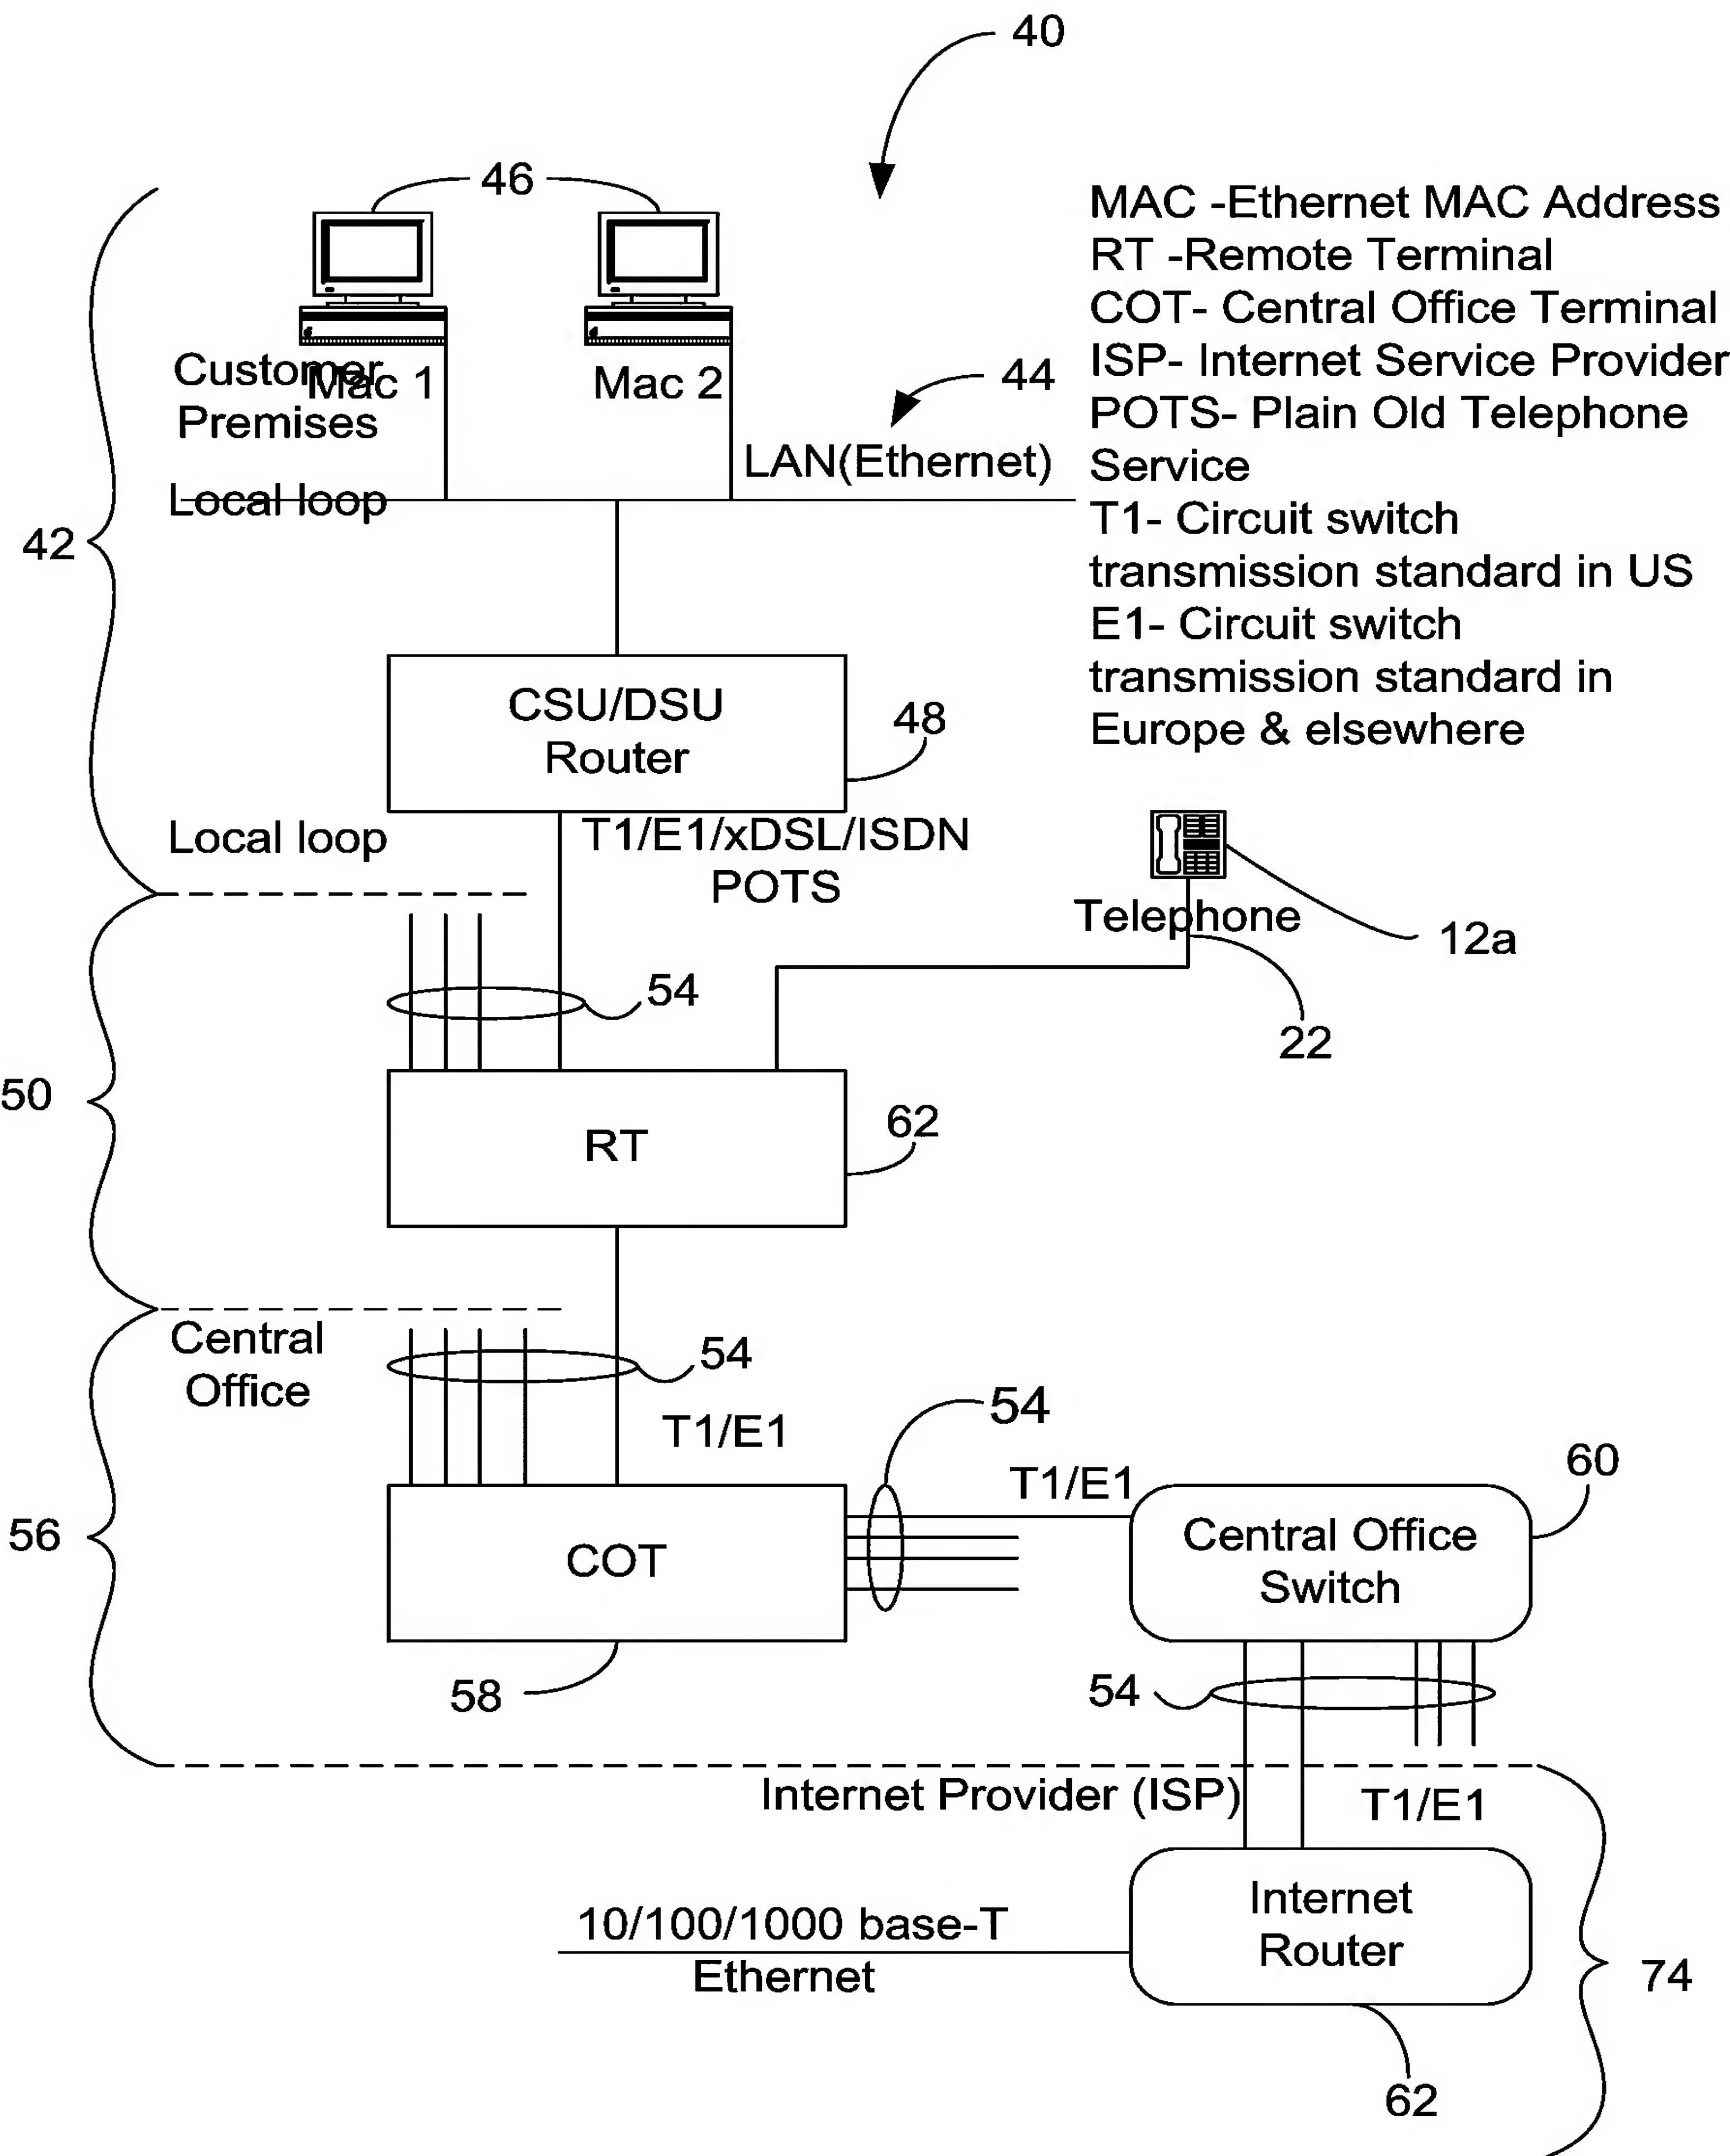 40
46
MAC -Ethernet MAC Address
RT -Remote Terminal
COT- Central Office Terminal
ISP- Internet Service Provider
POTS- Plain Old Telephone
Service
T1- Circuit switch
transmission standard in US
E1- Circuit switch
transmission standard in
Europe & elsewhere
Customer
Premises
Mac 1
Mac 2
44
LAN(Ethernet)
Local loop
42
CSU/DSU
Router
48
Local loop
T1/E1/xDSL/ISDN
POTS
Telephone
12a
54
22
50
RT
62
Central
Office
54
T1/E1
54
T1/E1
60
56
COT
Central Office
Switch
58
54
Internet Provider (ISP)
T1/E1
10/100/1000 base-T
Ethernet
Internet
Router
74
62